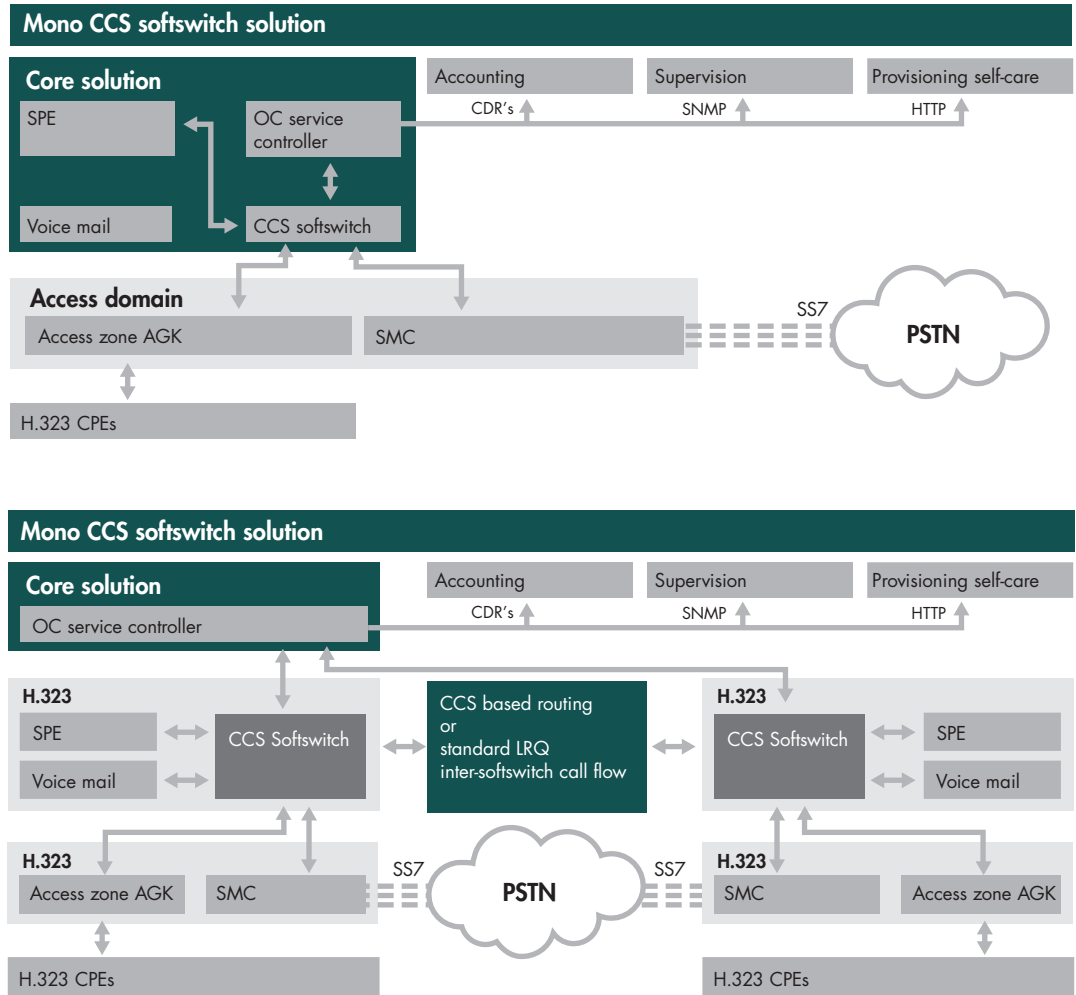 Mono CCS softswitch solution
Core solution
Accounting
Supervision
Provisioning self-care
SPE
OC service
controller
CDR's
SNMP
HTTP
Voice mail
CCS softswitch
Access domain
Access zone AGK
SMC
SS7
PSTN
H.323 CPEs
Mono CCS softswitch solution
Core solution
Accounting
Supervision
Provisioning self-care
OC service controller
CDR's
SNMP
HTTP
H.323
SPE
Voice mail
CCS Softswitch
CCS based routing
or
standard LRQ
inter-softswitch call flow
H.323
CCS Softswitch
SPE
Voice mail
H.323
Access zone AGK
SMC
SS7
PSTN
SS7
H.323
SMC
Access zone AGK
H.323 CPEs
H.323 CPEs